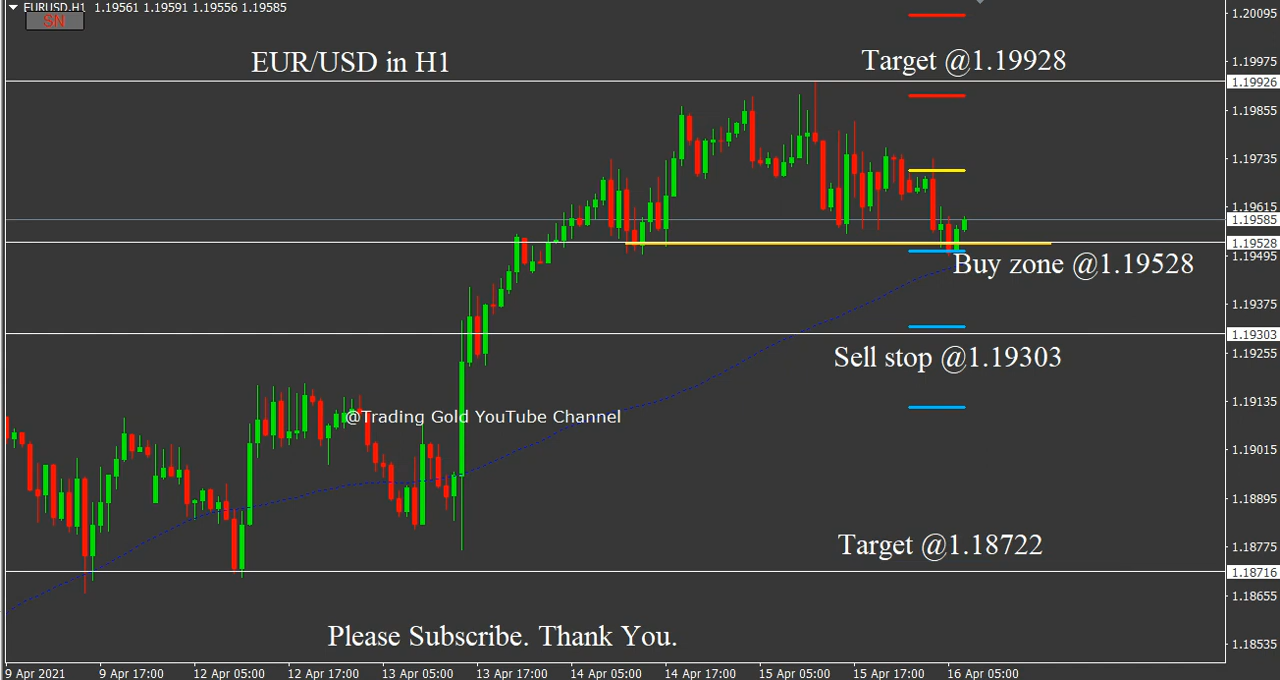 EURUSD,H1 1.19561 1.19591 1.19556 1.19585
SN
1.20095
EUR/USD in H1
Target @1.19928
1.19975
1.19926
1.19855
1.19735
1.19615
1.19585
1.19528
1.19495
Buy zone @1.19528
1.19375
1.19303
1.19255
Sell stop @1.19303
1.19135
@Trading Gold YouTube Channel
1.19015
1.18895
Target @1.18722
1.18775
1.18716
1.18655
Please Subscribe. Thank You.
1.18535
9 Apr 2021 9 Apr 17:00 12 Apr 05:00 12 Apr 17:00 13 Apr 05:00 13 Apr 17:00 14 Apr 05:00 14 Apr 17:00 15 Apr 05:00 15 Apr 17:00 16 Apr 05:00